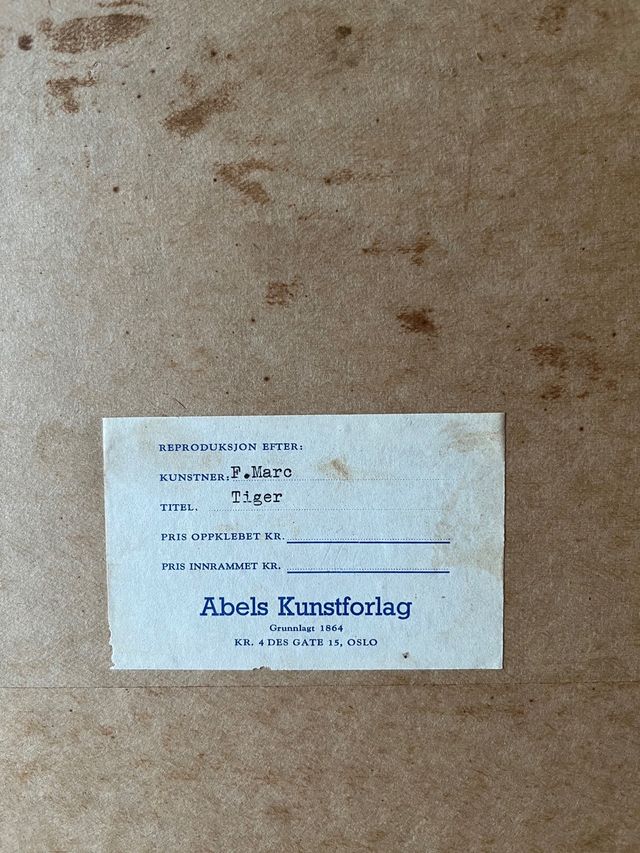 REPRODUKSJON EFTER:
KUNSTNER: F.Marc
TITEL. Tiger
PRIS OPPKLEBET KR.
PRIS INNRAMMET KR.
Abels Kunstforlag
Grunnlagt 1864
KR. 4 DES GATE 15, OSLO